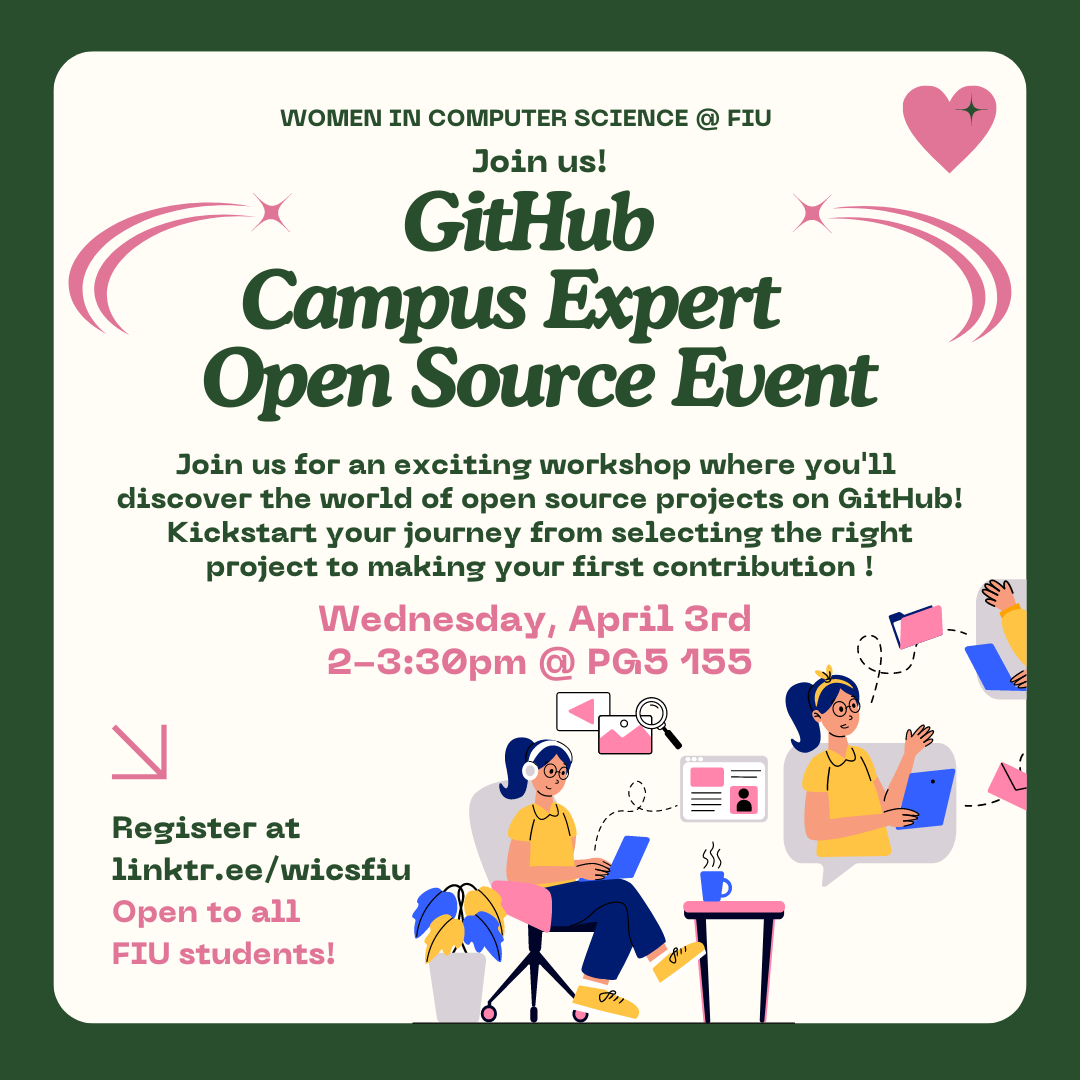 WOMEN IN COMPUTER SCIENCE @ FIU
Join us!
GitHub
Campus Expert
Open Source Event
Join us for an exciting workshop where you'll
discover the world of open source projects on GitHub!
Kickstart your journey from selecting the right
project to making your first contribution !
Wednesday, April 3rd
2–3:30pm @ PG5 155
Register at
linktr.ee/wicsfiu
Open to all
FIU students!